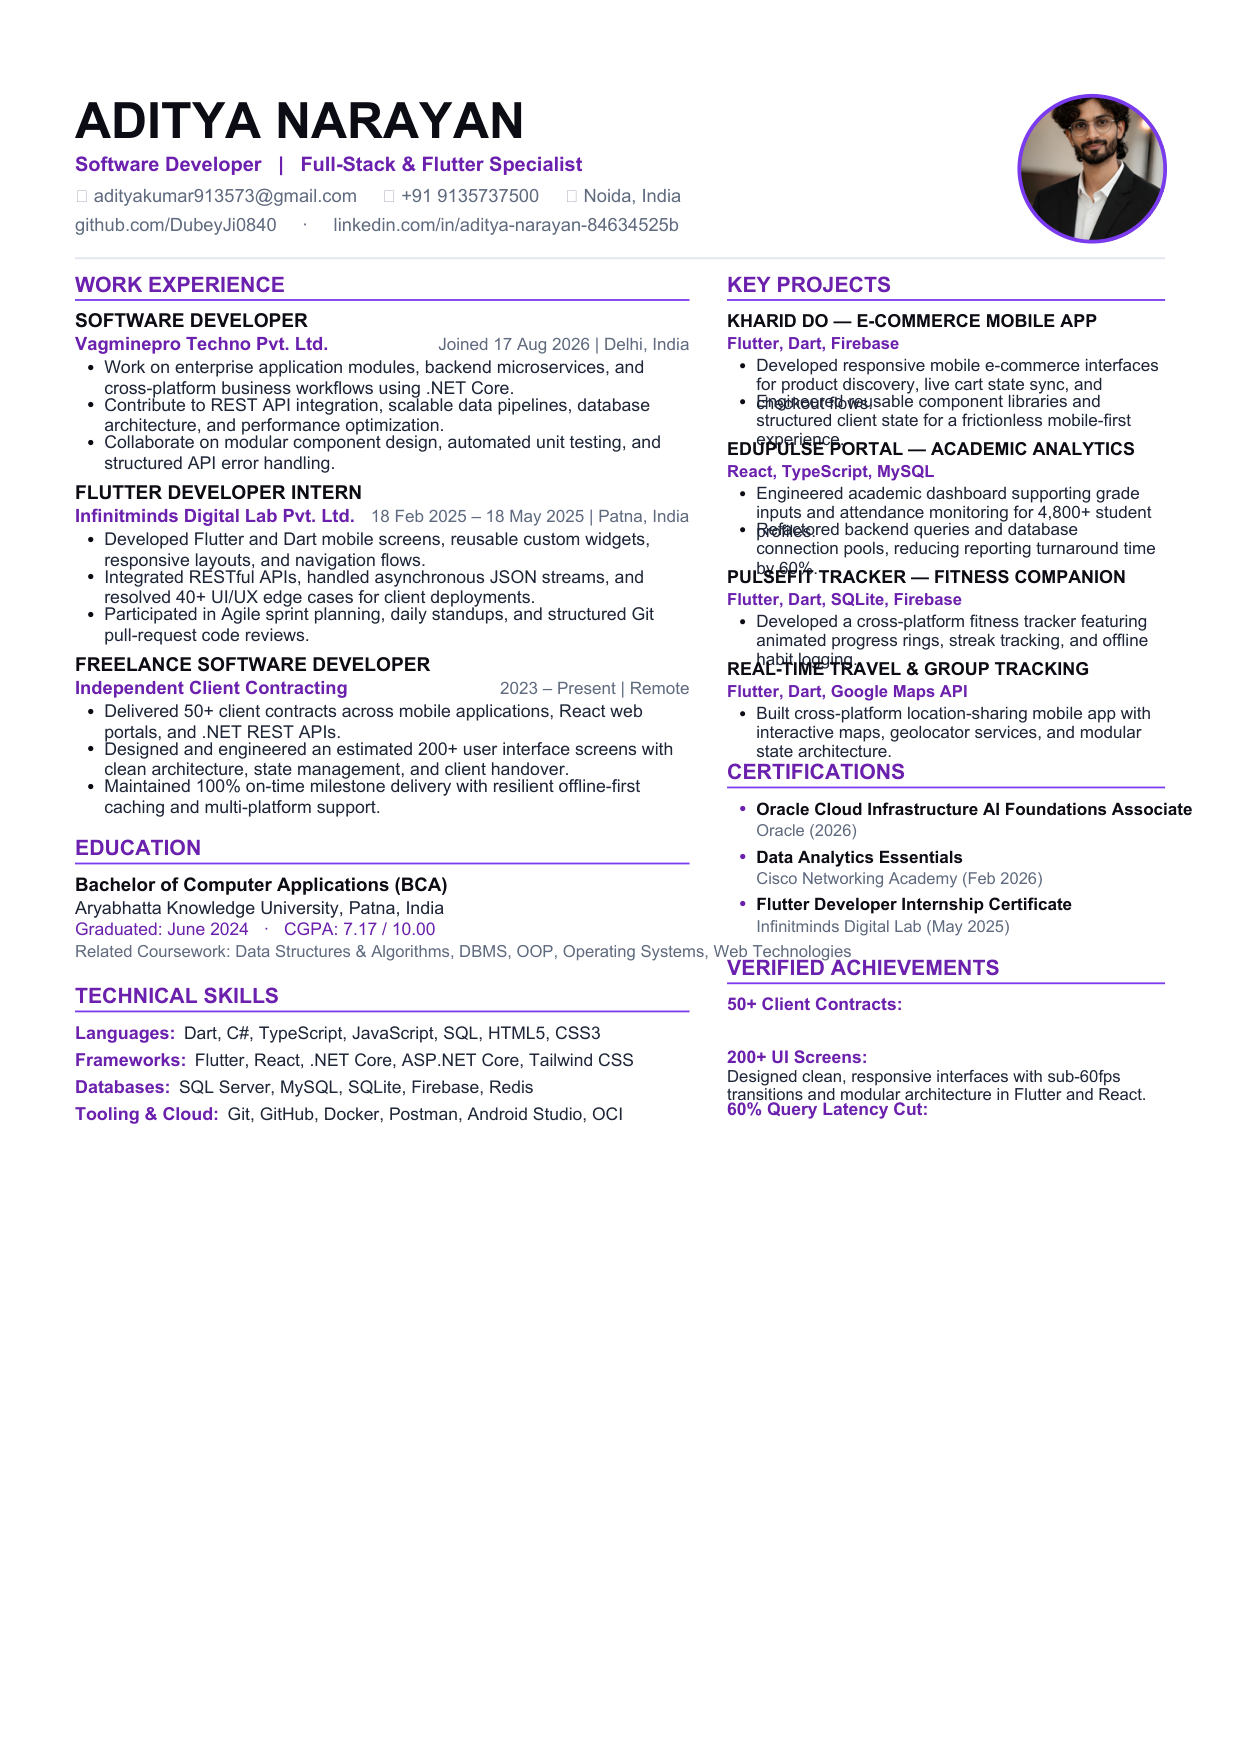 ADITYA NARAYAN
Software Developer | Full-Stack & Flutter Specialist
adityakumar913573@gmail.com +91 9135737500 Noida, India
github.com/DubeyJi0840 · linkedin.com/in/aditya-narayan-84634525b
WORK EXPERIENCE
SOFTWARE DEVELOPER
Vagminepro Techno Pvt. Ltd. Joined 17 Aug 2026 | Delhi, India
• Work on enterprise application modules, backend microservices, and
cross-platform business workflows using .NET Core.
• Contribute to REST API integration, scalable data pipelines, database
architecture, and performance optimization.
• Collaborate on modular component design, automated unit testing, and
structured API error handling.
FLUTTER DEVELOPER INTERN
Infinitminds Digital Lab Pvt. Ltd. 18 Feb 2025 – 18 May 2025 | Patna, India
• Developed Flutter and Dart mobile screens, reusable custom widgets,
responsive layouts, and navigation flows.
• Integrated RESTful APIs, handled asynchronous JSON streams, and
resolved 40+ UI/UX edge cases for client deployments.
• Participated in Agile sprint planning, daily standups, and structured Git
pull-request code reviews.
FREELANCE SOFTWARE DEVELOPER
Independent Client Contracting 2023 – Present | Remote
• Delivered 50+ client contracts across mobile applications, React web
portals, and .NET REST APIs.
• Designed and engineered an estimated 200+ user interface screens with
clean architecture, state management, and client handover.
• Maintained 100% on-time milestone delivery with resilient offline-first
caching and multi-platform support.
EDUCATION
Bachelor of Computer Applications (BCA)
Aryabhatta Knowledge University, Patna, India
Graduated: June 2024 · CGPA: 7.17 / 10.00
Related Coursework: Data Structures & Algorithms, DBMS, OOP, Operating Systems, Web Technologies
TECHNICAL SKILLS
Languages: Dart, C#, TypeScript, JavaScript, SQL, HTML5, CSS3
Frameworks: Flutter, React, .NET Core, ASP.NET Core, Tailwind CSS
Databases: SQL Server, MySQL, SQLite, Firebase, Redis
Tooling & Cloud: Git, GitHub, Docker, Postman, Android Studio, OCI
KEY PROJECTS
KHARID DO — E-COMMERCE MOBILE APP
Flutter, Dart, Firebase
• Developed responsive mobile e-commerce interfaces
for product discovery, live cart state sync, and
checkout flows.
• Engineered reusable component libraries and
structured client state for a frictionless mobile-first
experience.
EDUPULSE PORTAL — ACADEMIC ANALYTICS
React, TypeScript, MySQL
• Engineered academic dashboard supporting grade
inputs and attendance monitoring for 4,800+ student
profiles.
• Refactored backend queries and database
connection pools, reducing reporting turnaround time
by 60%.
PULSEFIT TRACKER — FITNESS COMPANION
Flutter, Dart, SQLite, Firebase
• Developed a cross-platform fitness tracker featuring
animated progress rings, streak tracking, and offline
habit logging.
REAL-TIME TRAVEL & GROUP TRACKING
Flutter, Dart, Google Maps API
• Built cross-platform location-sharing mobile app with
interactive maps, geolocator services, and modular
state architecture.
CERTIFICATIONS
• Oracle Cloud Infrastructure AI Foundations Associate
Oracle (2026)
• Data Analytics Essentials
Cisco Networking Academy (Feb 2026)
• Flutter Developer Internship Certificate
Infinitminds Digital Lab (May 2025)
VERIFIED ACHIEVEMENTS
50+ Client Contracts:
200+ UI Screens:
Designed clean, responsive interfaces with sub-60fps
transitions and modular architecture in Flutter and React.
60% Query Latency Cut: